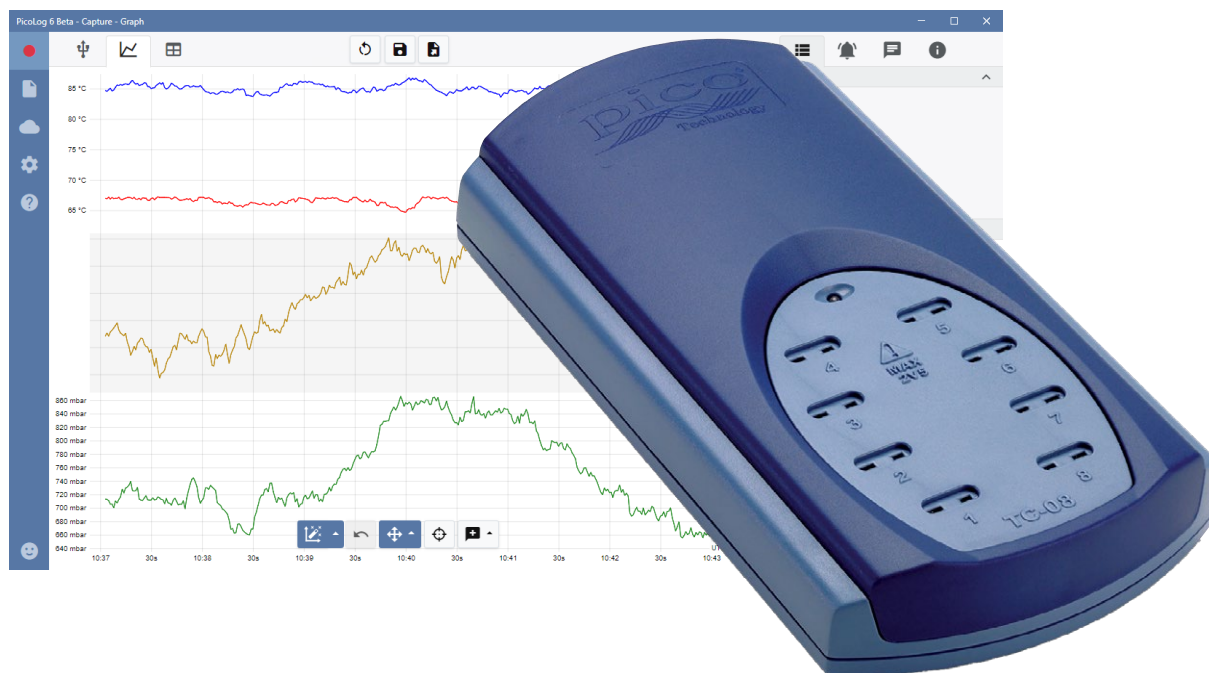 PicoLog 6 Beta - Capture - Graph
85 °C
80 °C
75 °C
70 °C
65 °C
860 mbar
840 mbar
820 mbar
800 mbar
780 mbar
760 mbar
740 mbar
720 mbar
700 mbar
680 mbar
660 mbar
640 mbar
10:37
30s
10:38
30s
10:39
30s
10:40
30s
10:41
30s
10:42
30s
10:43
UT
pico
Technology
4
5
MAX
3
6
2
7
1
8
TC-08